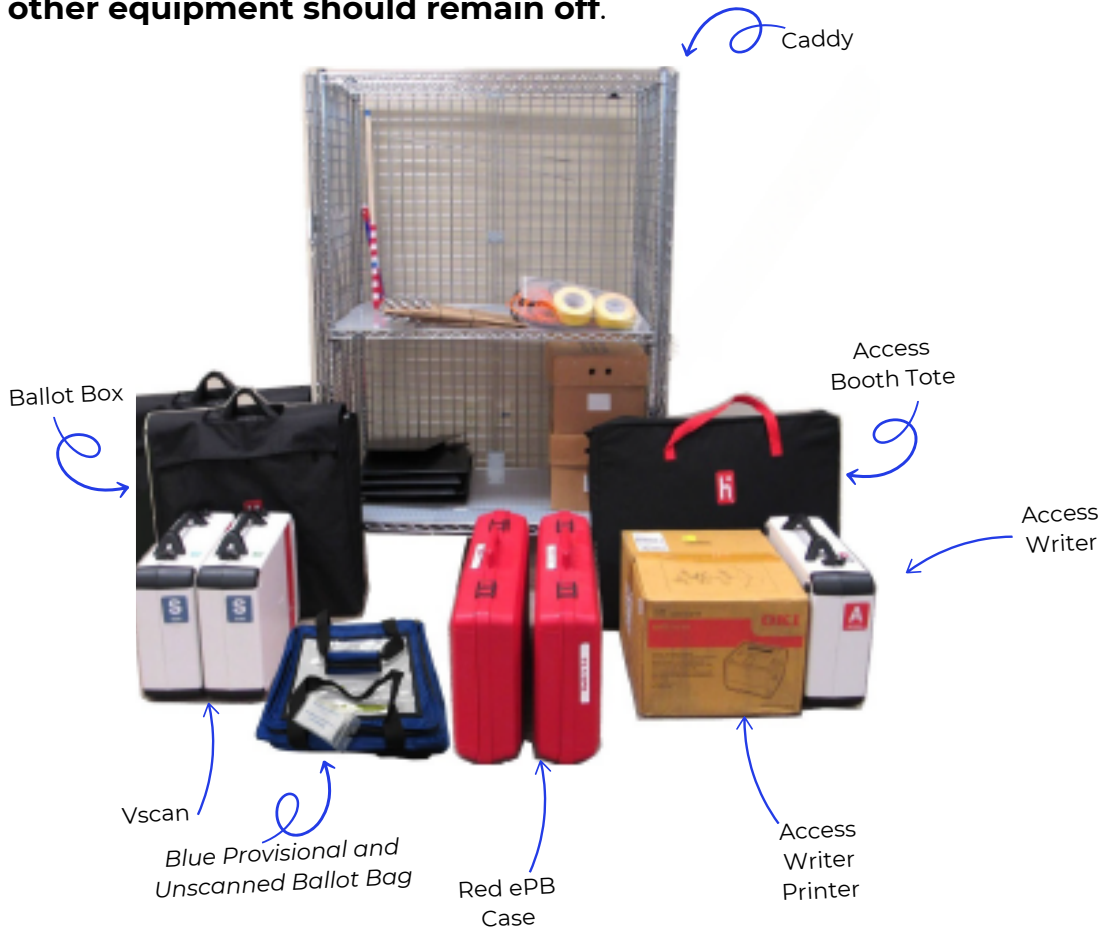 other equipment should remain off.
Caddy
Access
Booth Tote
Ballot Box
Access
Writer
S
S
h
A
OKI
Vscan
Blue Provisional and
Unscanned Ballot Bag
Red ePB
Case
Access
Writer
Printer